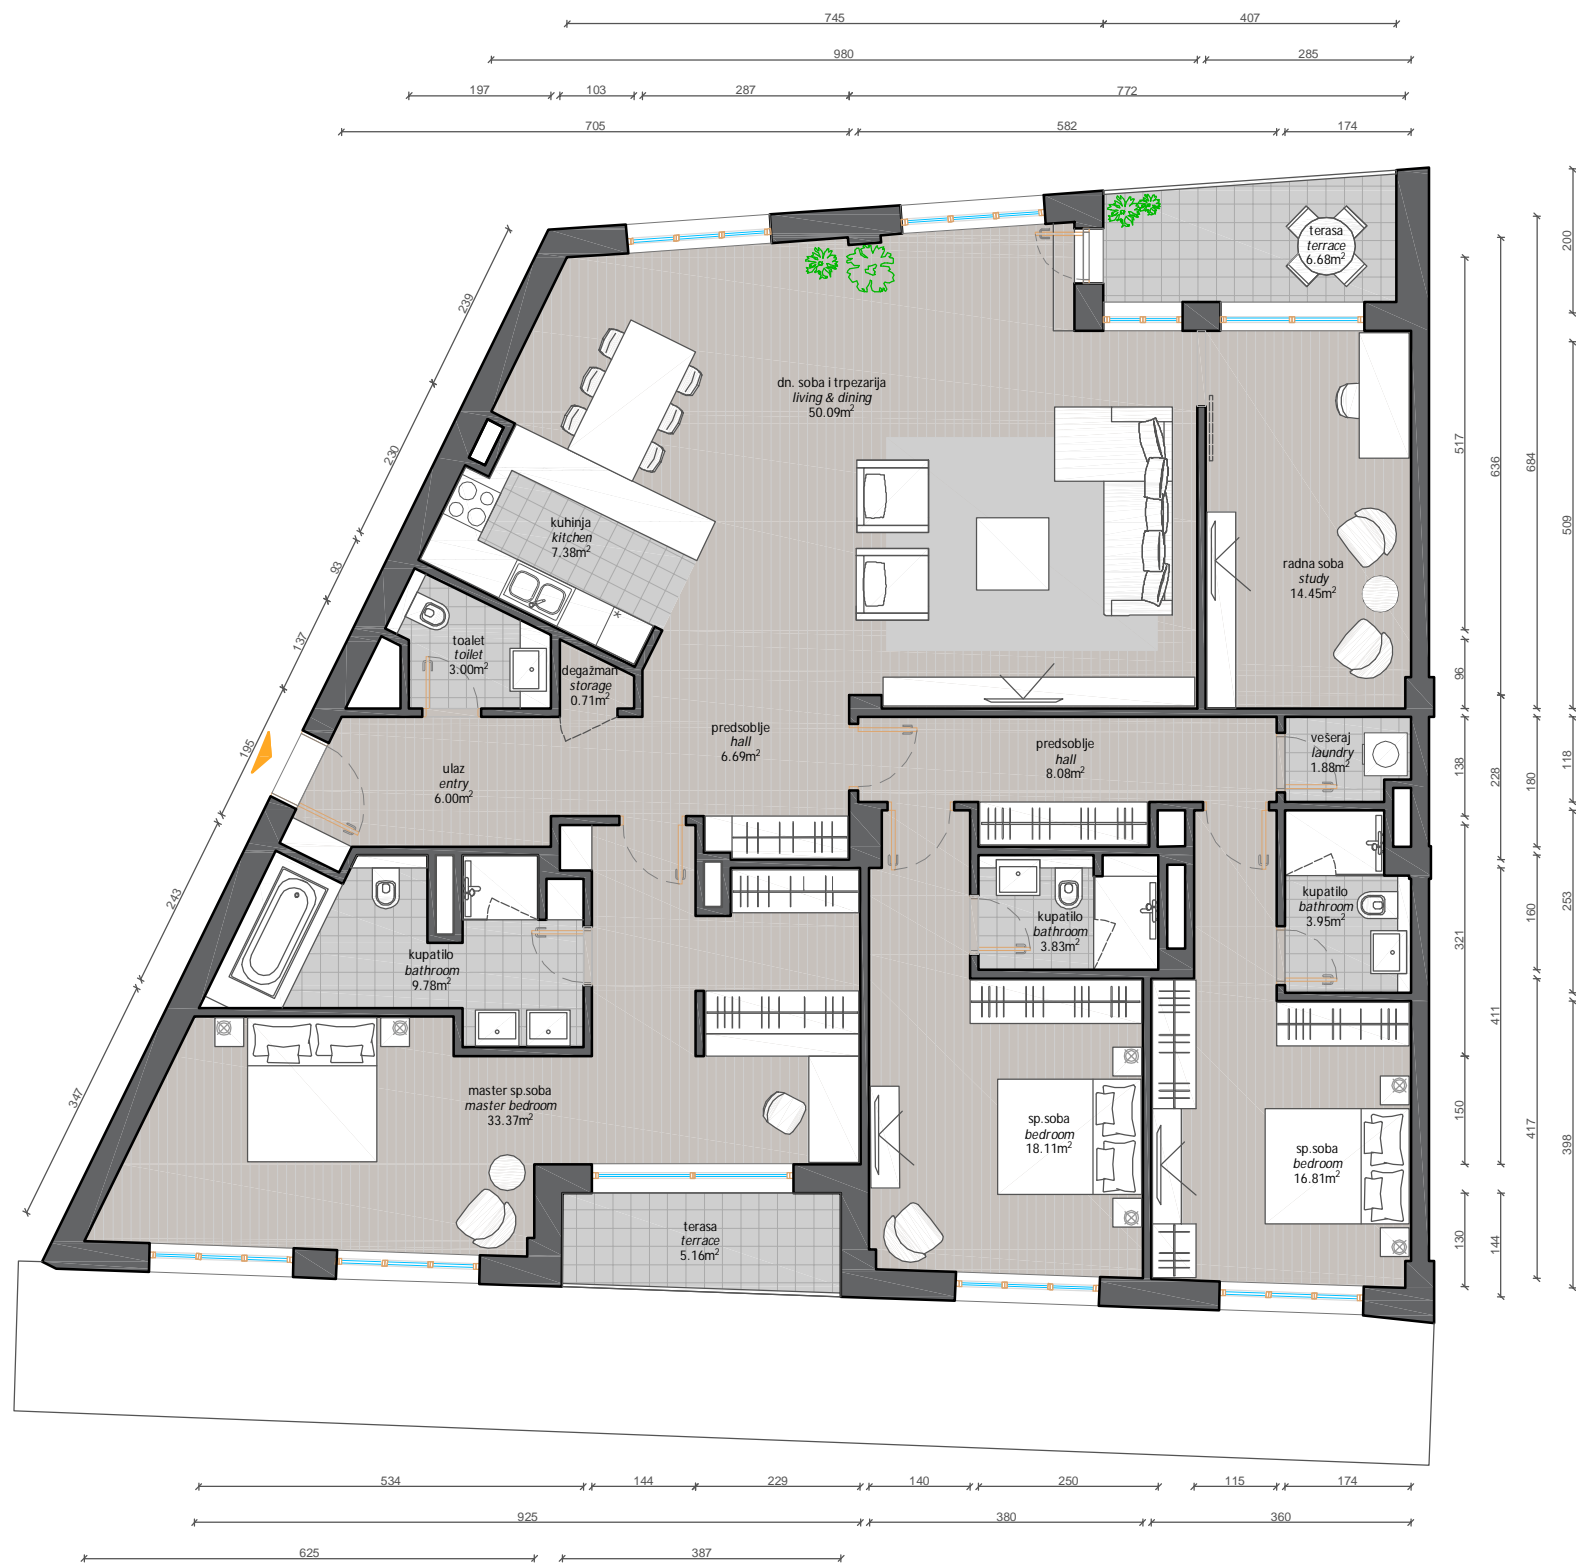 745
407
980
285
197
103
287
772
705
582
174
239
230
93
137
195
243
347
200
517
636
684
509
96
138
228
180
118
321
160
253
411
150
417
398
130
144
terasa
terrace
6.68m²
dn. soba i trpezarija
living & dining
50.09m²
kuhinja
kitchen
7.38m²
*
radna soba
study
14.45m²
toalet
toilet
3.00m²
degažman
storage
0.71m²
predsoblje
hall
6.69m²
predsoblje
hall
8.08m²
vešeraj
laundry
1.88m²
ulaz
entry
6.00m²
kupatilo
bathroom
9.78m²
kupatilo
bathroom
3.83m²
kupatilo
bathroom
3.95m²
master sp.soba
master bedroom
33.37m²
sp.soba
bedroom
18.11m²
sp.soba
bedroom
16.81m²
terasa
terrace
5.16m²
534
144
229
140
250
115
174
925
380
360
625
387